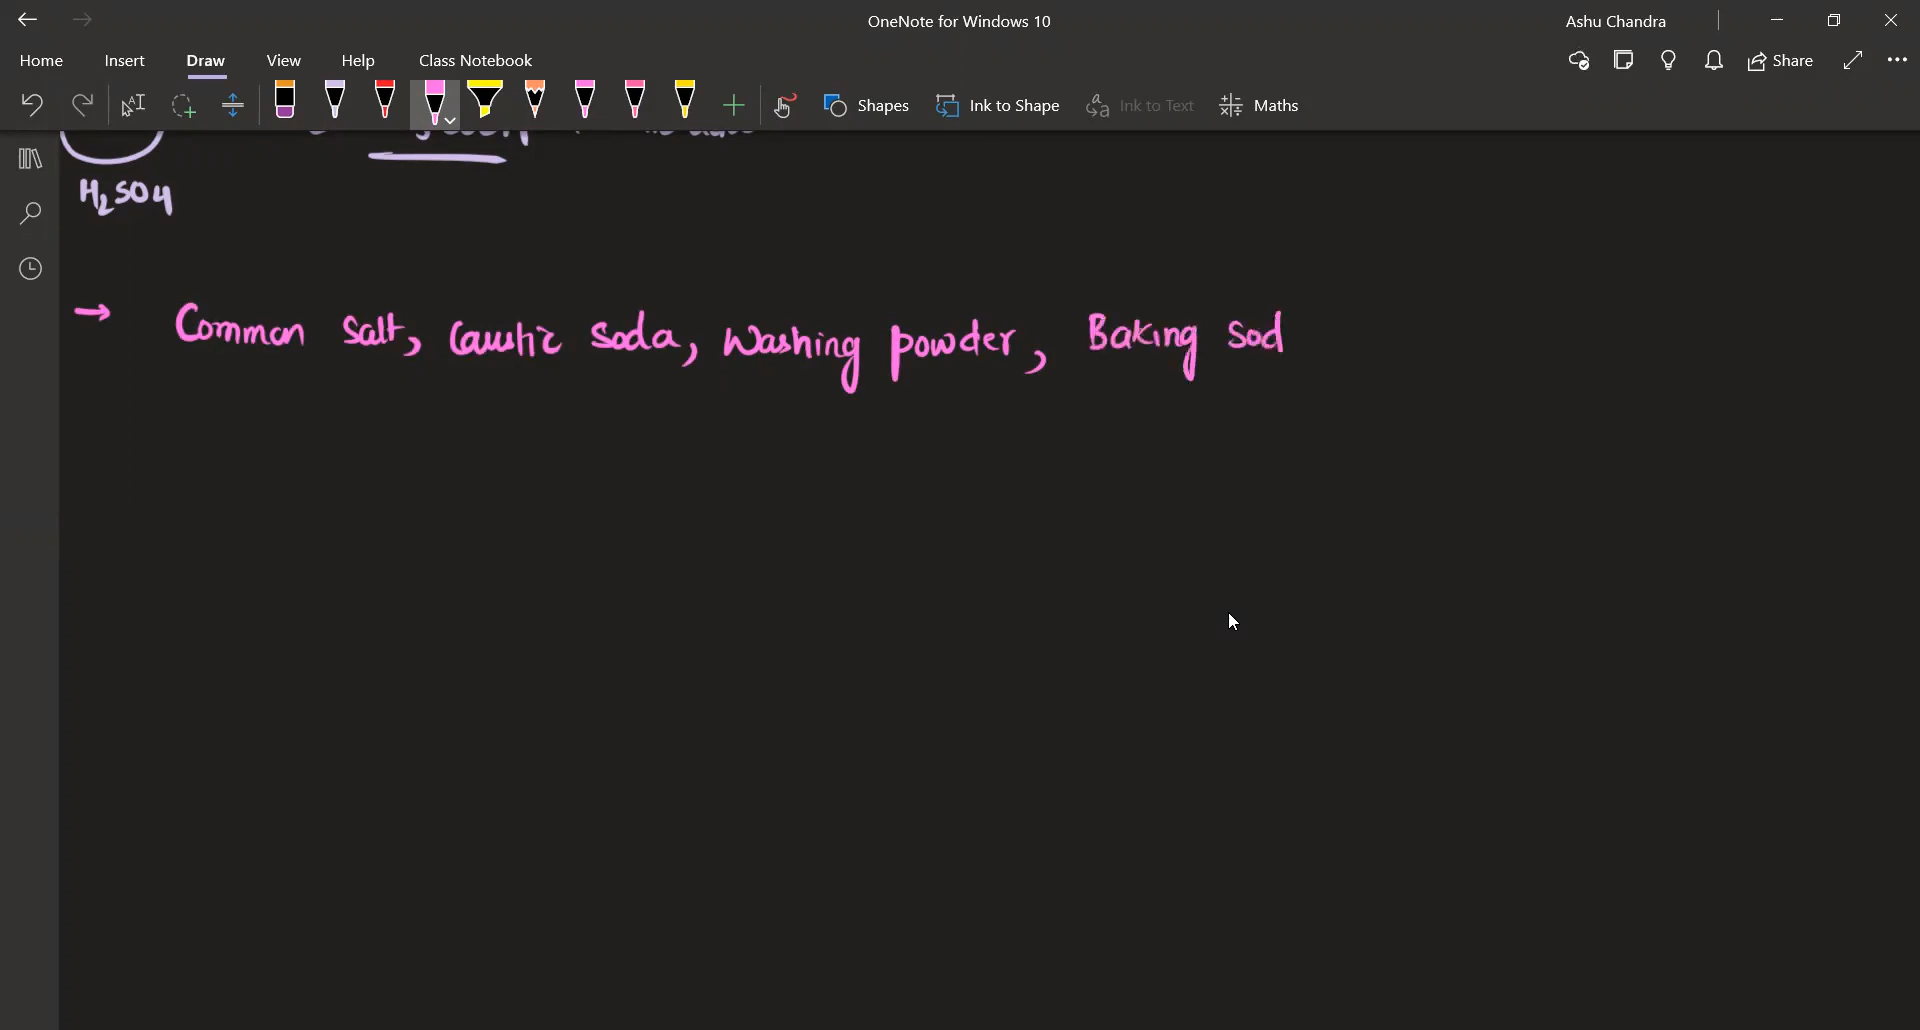 OneNote for Windows 10
Ashu Chandra
Home Insert Draw View Help Class Notebook Share
Shapes Ink to Shape Ink to Text Maths
H₂SO4
→ Common Salt, Caustic Soda, Washing powder, Baking Sod